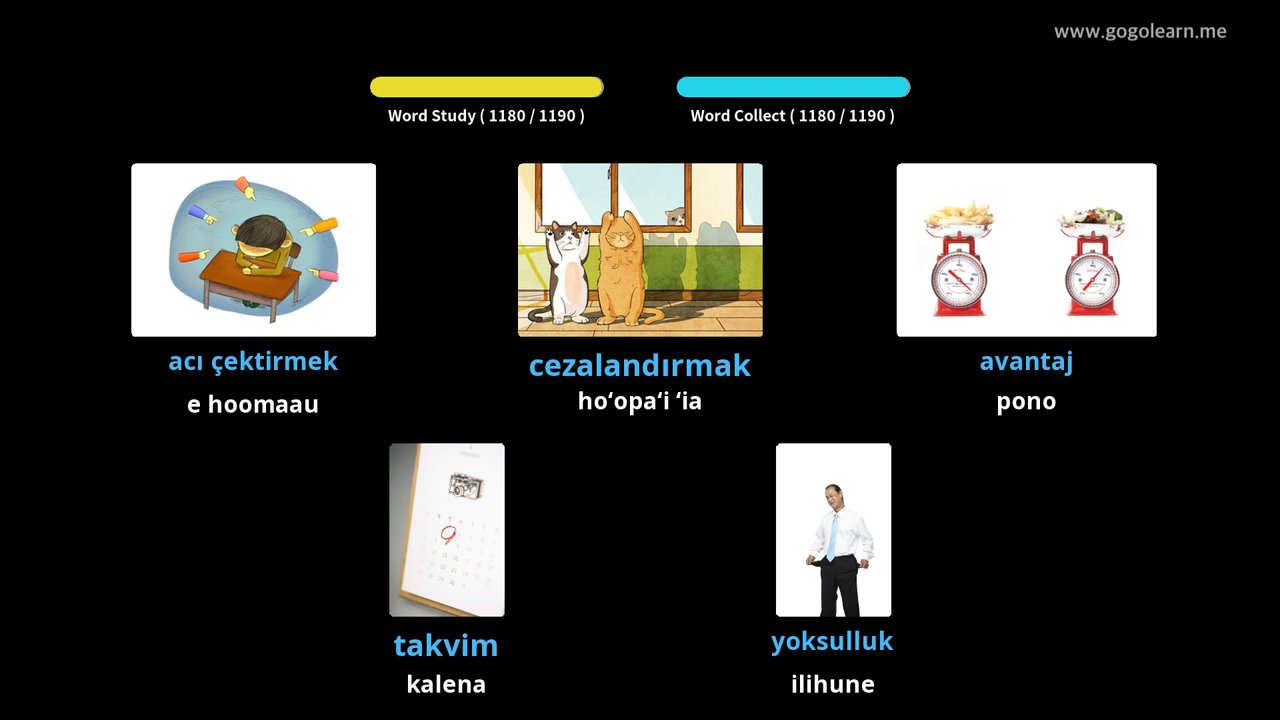 www.gogolearn.me
Word Study ( 1180 / 1190 )
Word Collect ( 1180 / 1190 )
acı çektirmek
e hoomaau
cezalandırmak
hoʻopaʻi ʻia
avantaj
pono
takvim
kalena
yoksulluk
ilihune